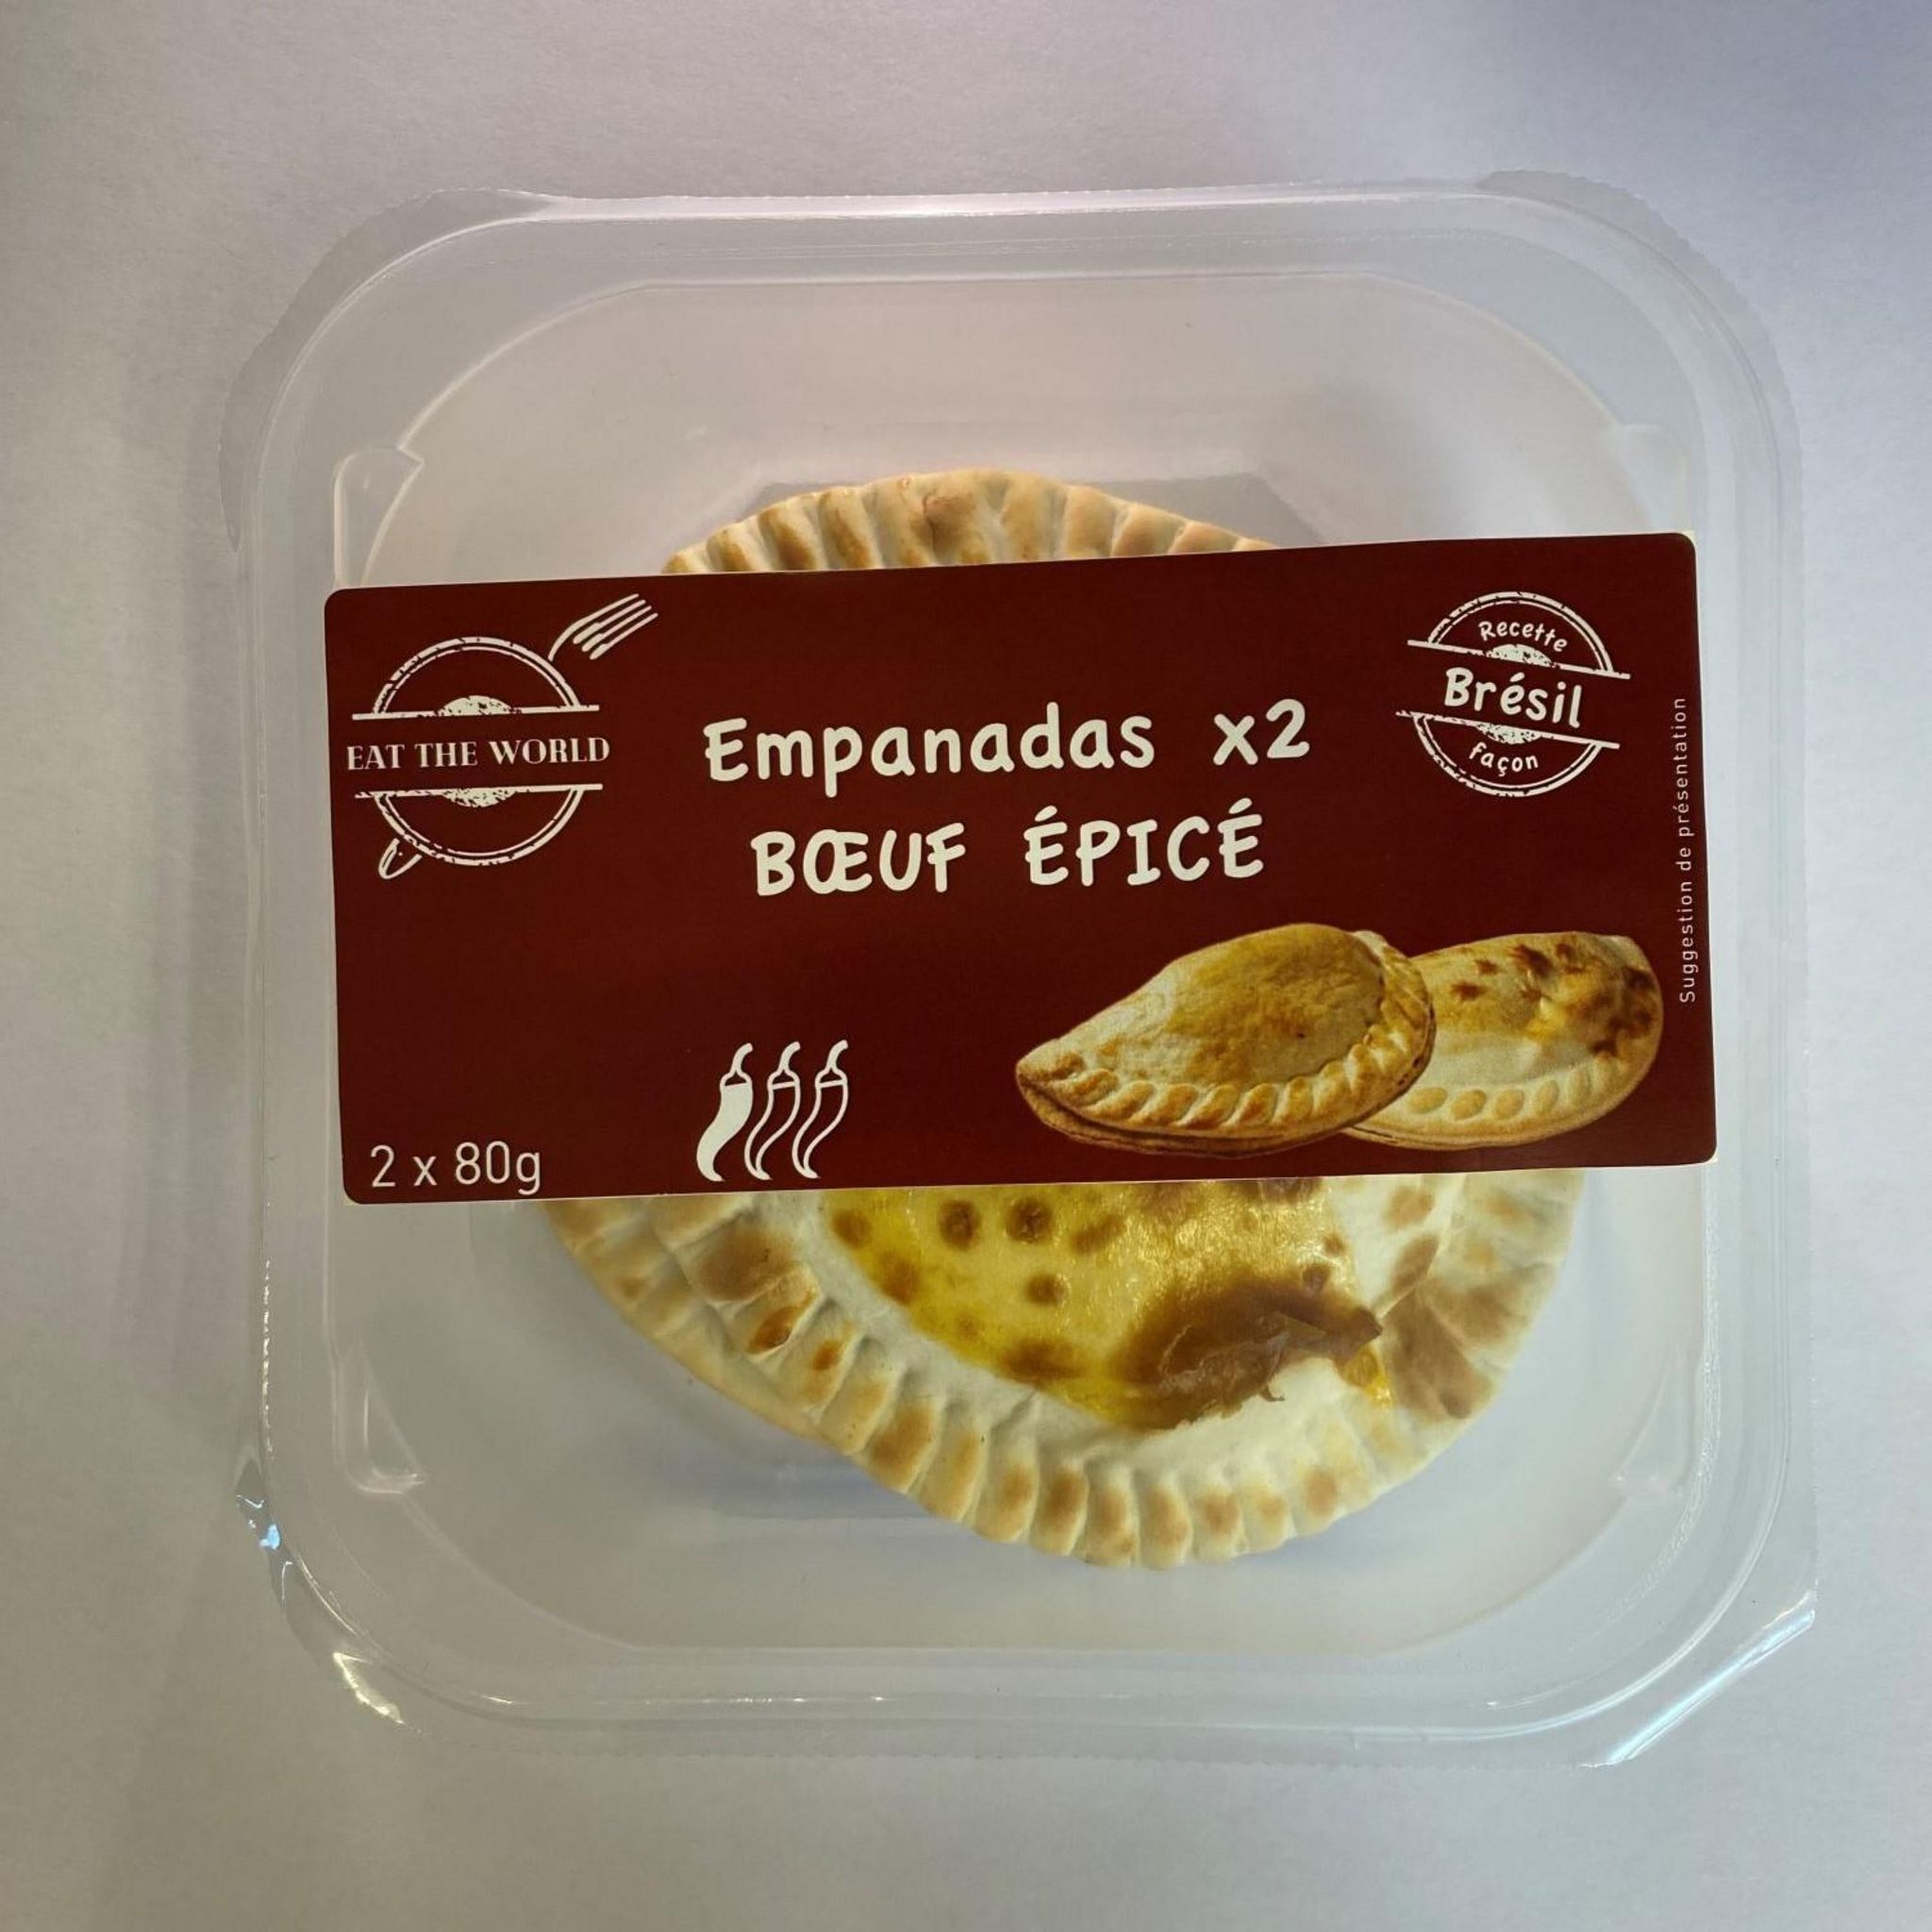 EAT THE WORLD
Empanadas x2
BŒUF ÉPICÉ
Recette
Brésil
façon
Suggestion de présentation
2 x 80g